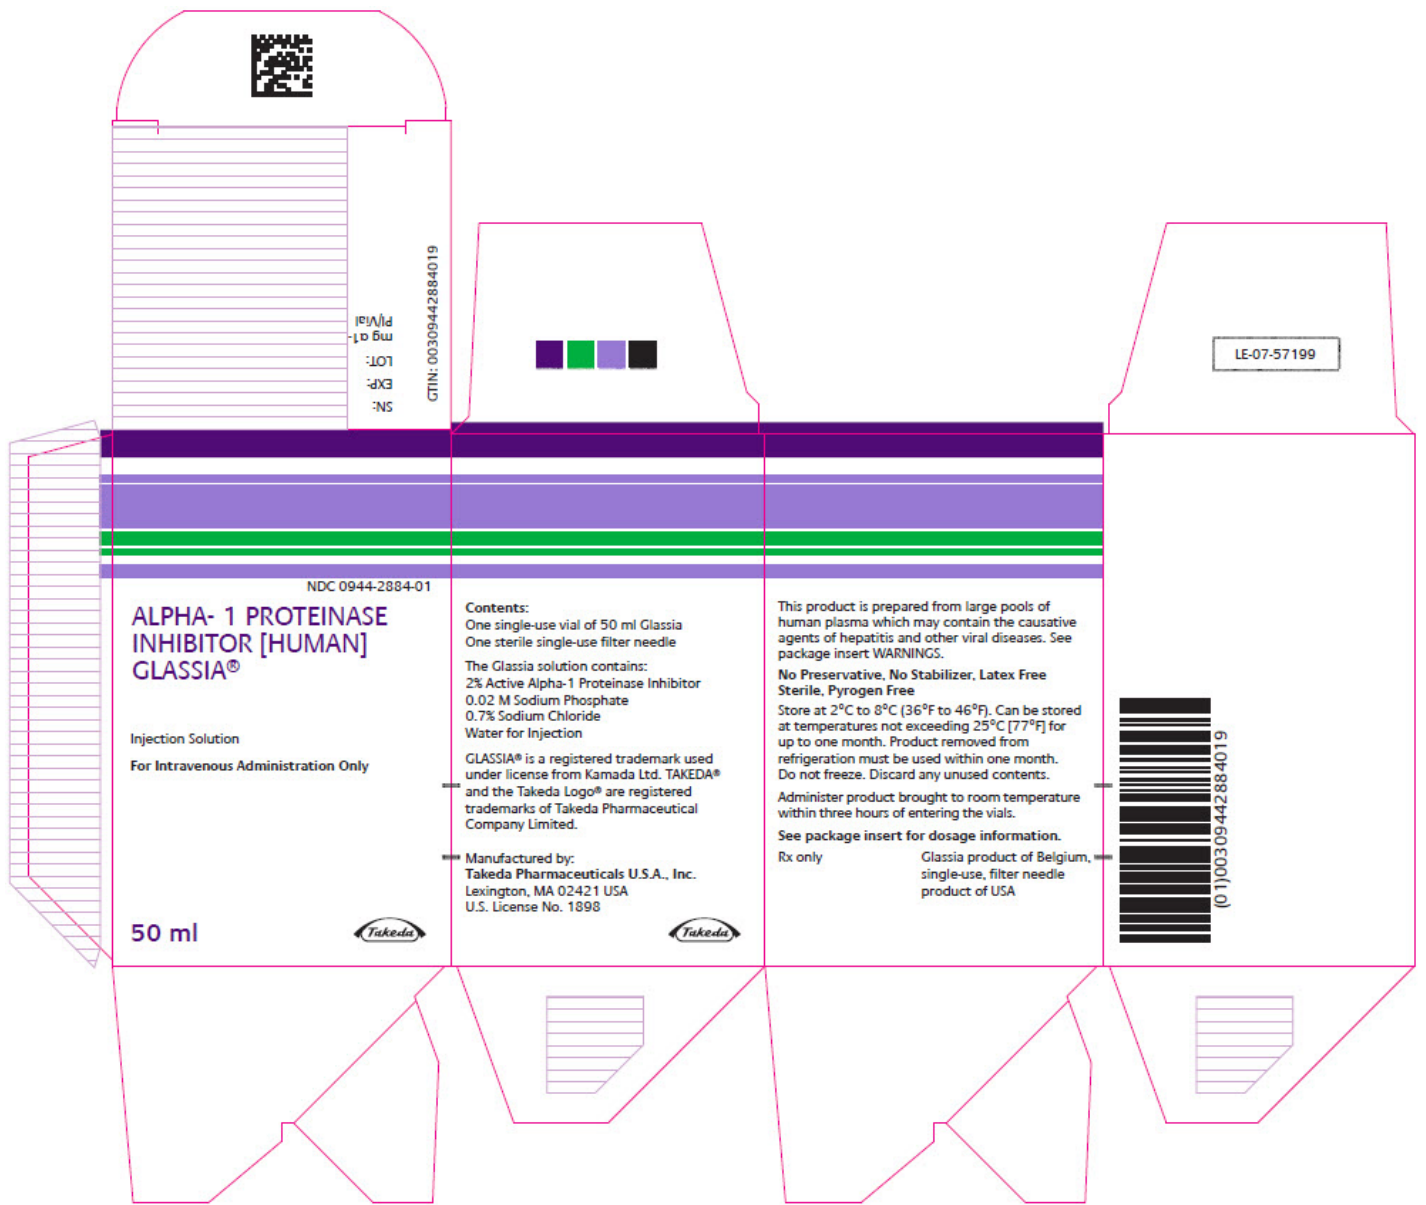 GTIN: 00309442884019
mg α1-
PI/Vial
LOT:
EXP:
SN:
LE-07-57199
NDC 0944-2884-01
ALPHA- 1 PROTEINASE
INHIBITOR [HUMAN]
GLASSIA®
Injection Solution
For Intravenous Administration Only
50 ml
Takeda
Contents:
One single-use vial of 50 ml Glassia
One sterile single-use filter needle
The Glassia solution contains:
2% Active Alpha-1 Proteinase Inhibitor
0.02 M Sodium Phosphate
0.7% Sodium Chloride
Water for Injection
GLASSIA® is a registered trademark used
under license from Kamada Ltd. TAKEDA®
and the Takeda Logo® are registered
trademarks of Takeda Pharmaceutical
Company Limited.
Manufactured by:
Takeda Pharmaceuticals U.S.A., Inc.
Lexington, MA 02421 USA
U.S. License No. 1898
Takeda
This product is prepared from large pools of
human plasma which may contain the causative
agents of hepatitis and other viral diseases. See
package insert WARNINGS.
No Preservative, No Stabilizer, Latex Free
Sterile, Pyrogen Free
Store at 2°C to 8°C (36°F to 46°F). Can be stored
at temperatures not exceeding 25°C [77°F] for
up to one month. Product removed from
refrigeration must be used within one month.
Do not freeze. Discard any unused contents.
Administer product brought to room temperature
within three hours of entering the vials.
See package insert for dosage information.
Rx only
Glassia product of Belgium,
single-use, filter needle
product of USA
(01)00309442884019